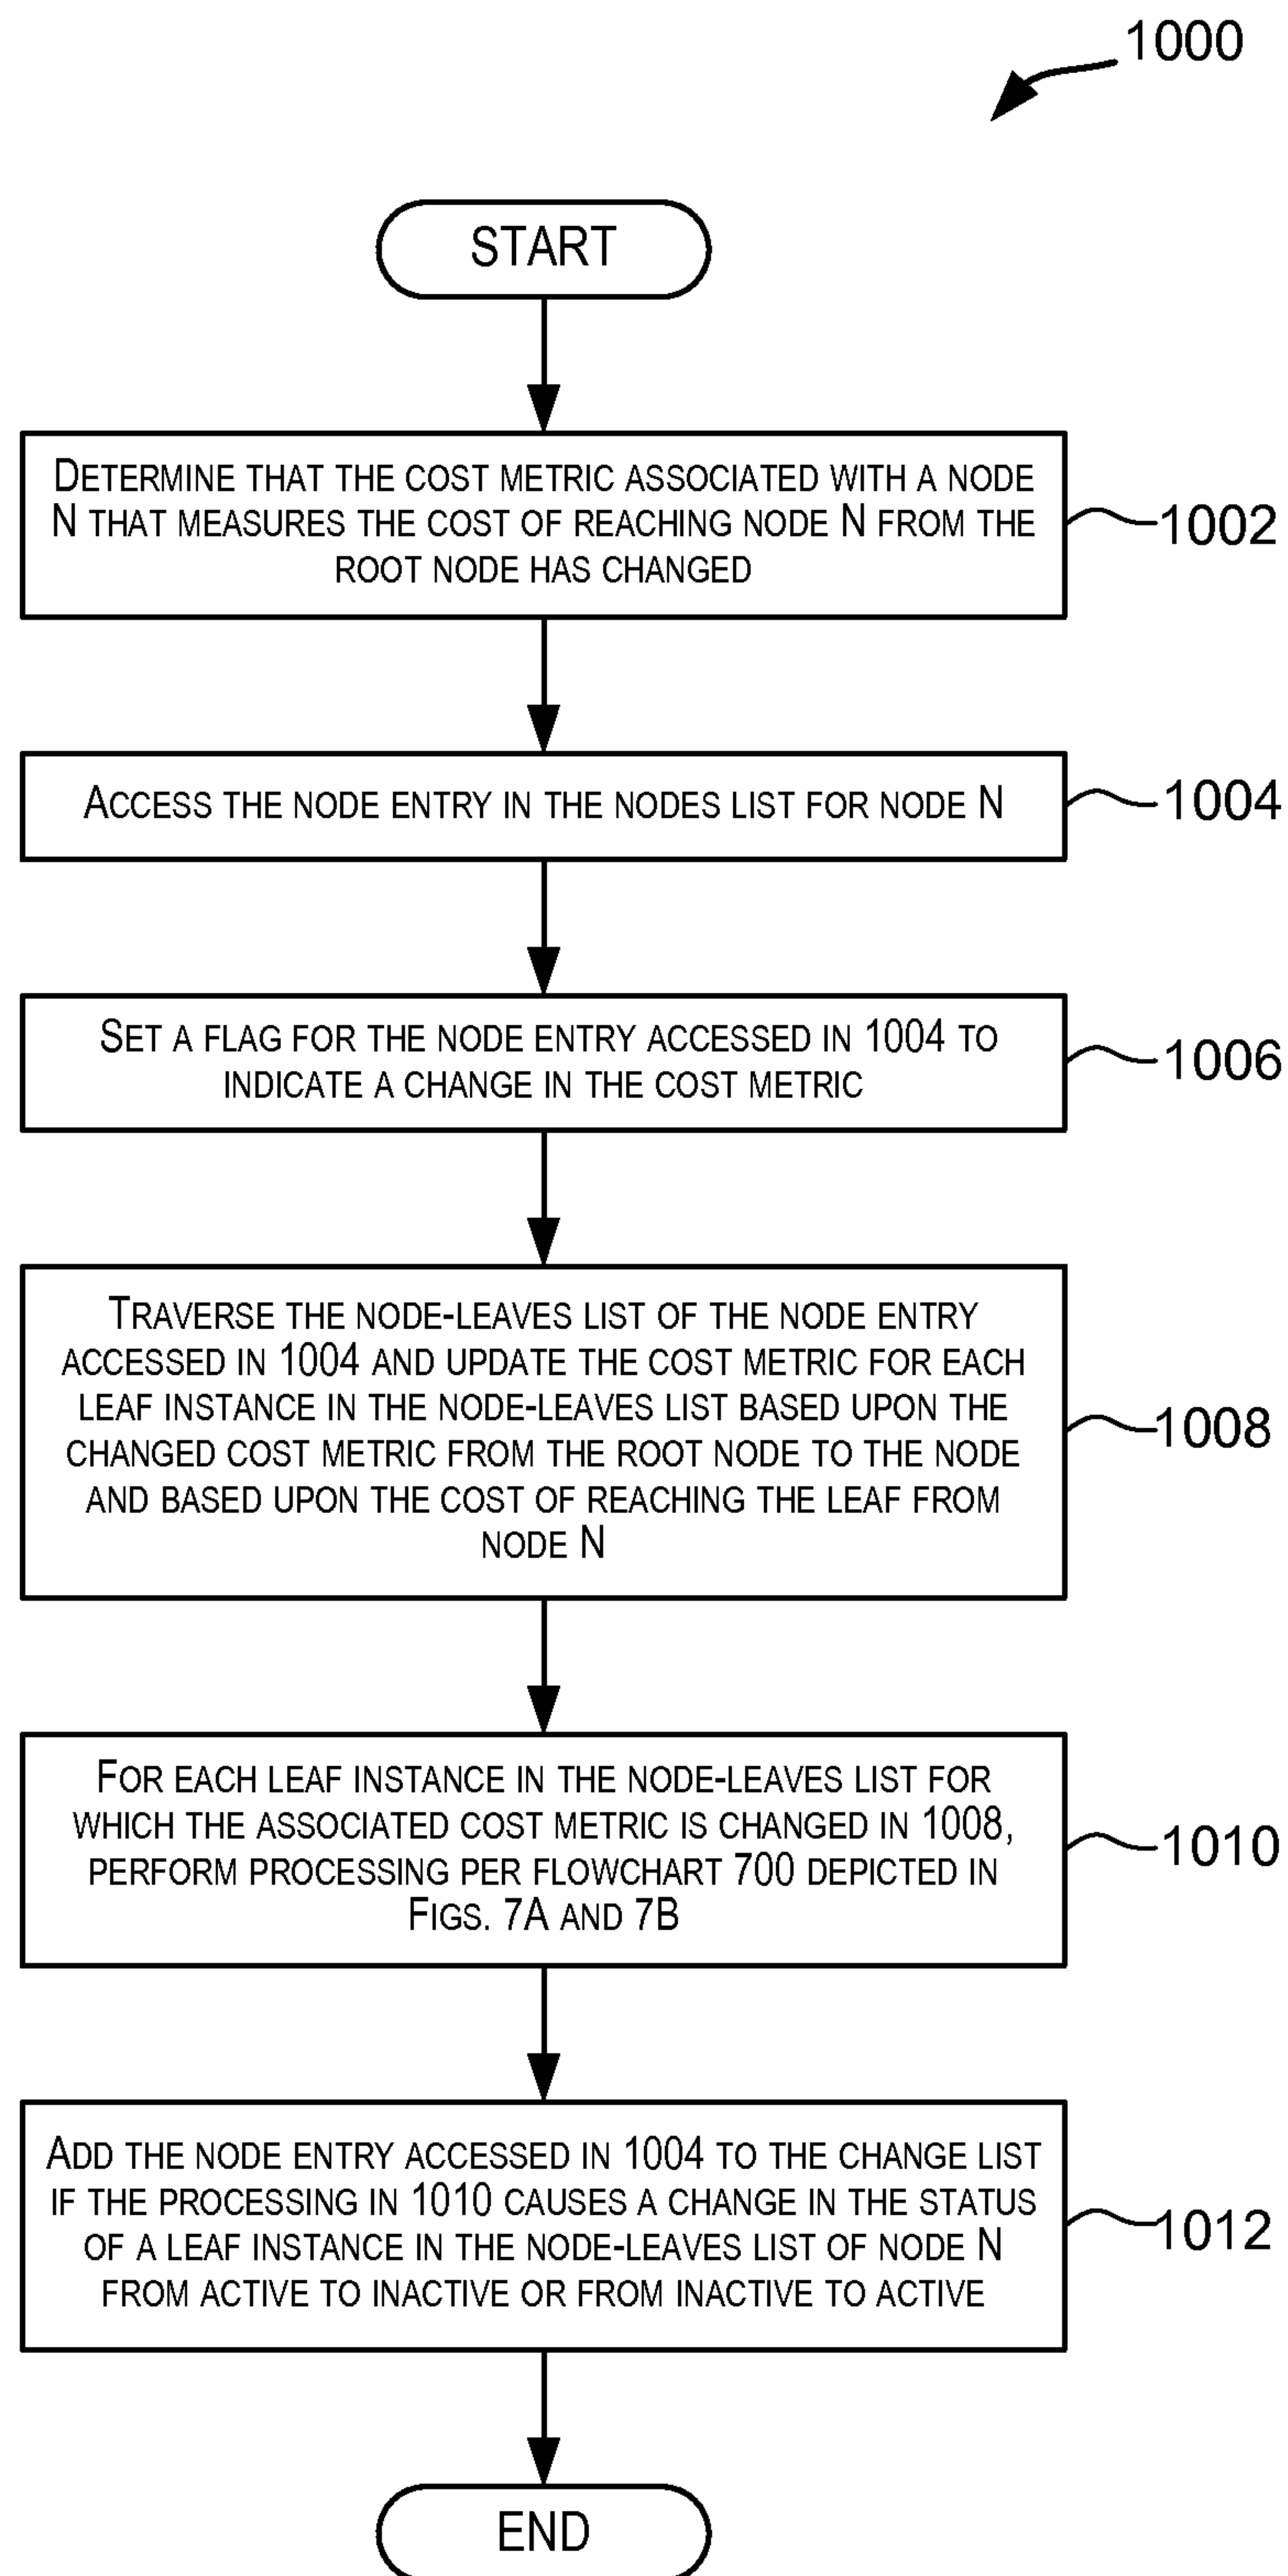 1000
START
DETERMINE THAT THE COST METRIC ASSOCIATED WITH A NODE
N THAT MEASURES THE COST OF REACHING NODE N FROM THE
ROOT NODE HAS CHANGED
1002
ACCESS THE NODE ENTRY IN THE NODES LIST FOR NODE N
1004
SET A FLAG FOR THE NODE ENTRY ACCESSED IN 1004 TO
INDICATE A CHANGE IN THE COST METRIC
1006
TRAVERSE THE NODE-LEAVES LIST OF THE NODE ENTRY
ACCESSED IN 1004 AND UPDATE THE COST METRIC FOR EACH
LEAF INSTANCE IN THE NODE-LEAVES LIST BASED UPON THE
CHANGED COST METRIC FROM THE ROOT NODE TO THE NODE
AND BASED UPON THE COST OF REACHING THE LEAF FROM
NODE N
1008
FOR EACH LEAF INSTANCE IN THE NODE-LEAVES LIST FOR
WHICH THE ASSOCIATED COST METRIC IS CHANGED IN 1008,
PERFORM PROCESSING PER FLOWCHART 700 DEPICTED IN
FIGS. 7A AND 7B
1010
ADD THE NODE ENTRY ACCESSED IN 1004 TO THE CHANGE LIST
IF THE PROCESSING IN 1010 CAUSES A CHANGE IN THE STATUS
OF A LEAF INSTANCE IN THE NODE-LEAVES LIST OF NODE N
FROM ACTIVE TO INACTIVE OR FROM INACTIVE TO ACTIVE
1012
END